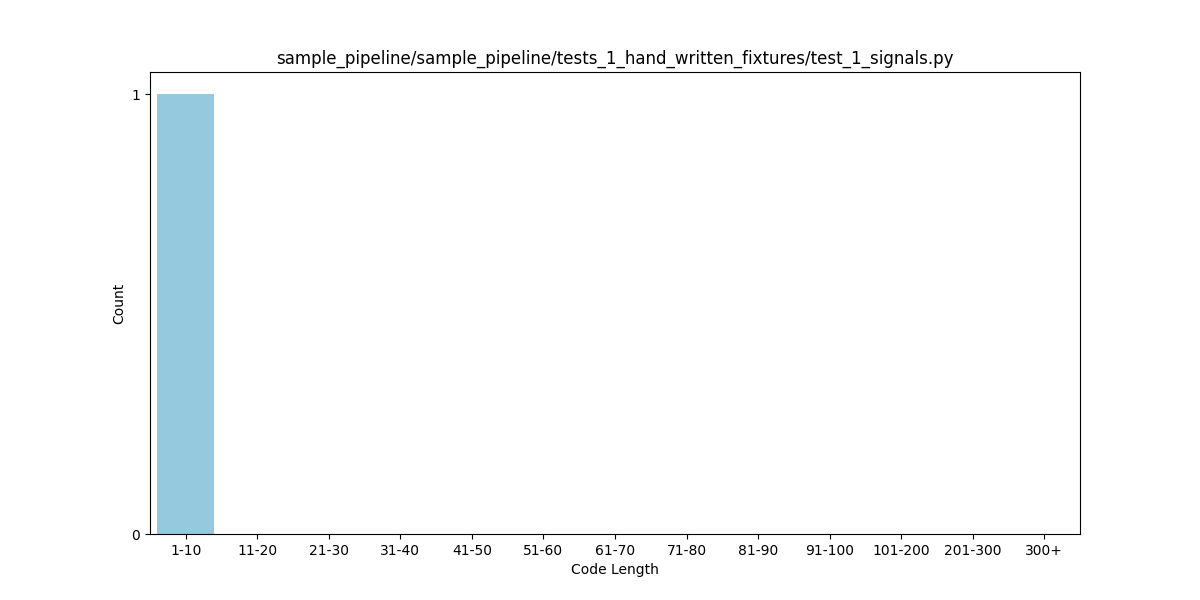 sample_pipeline/sample_pipeline/tests_1_hand_written_fixtures/test_1_signals.py
1
Count
0
1-10 11-20 21-30 31-40 41-50 51-60 61-70 71-80 81-90 91-100 101-200 201-300 300+
Code Length